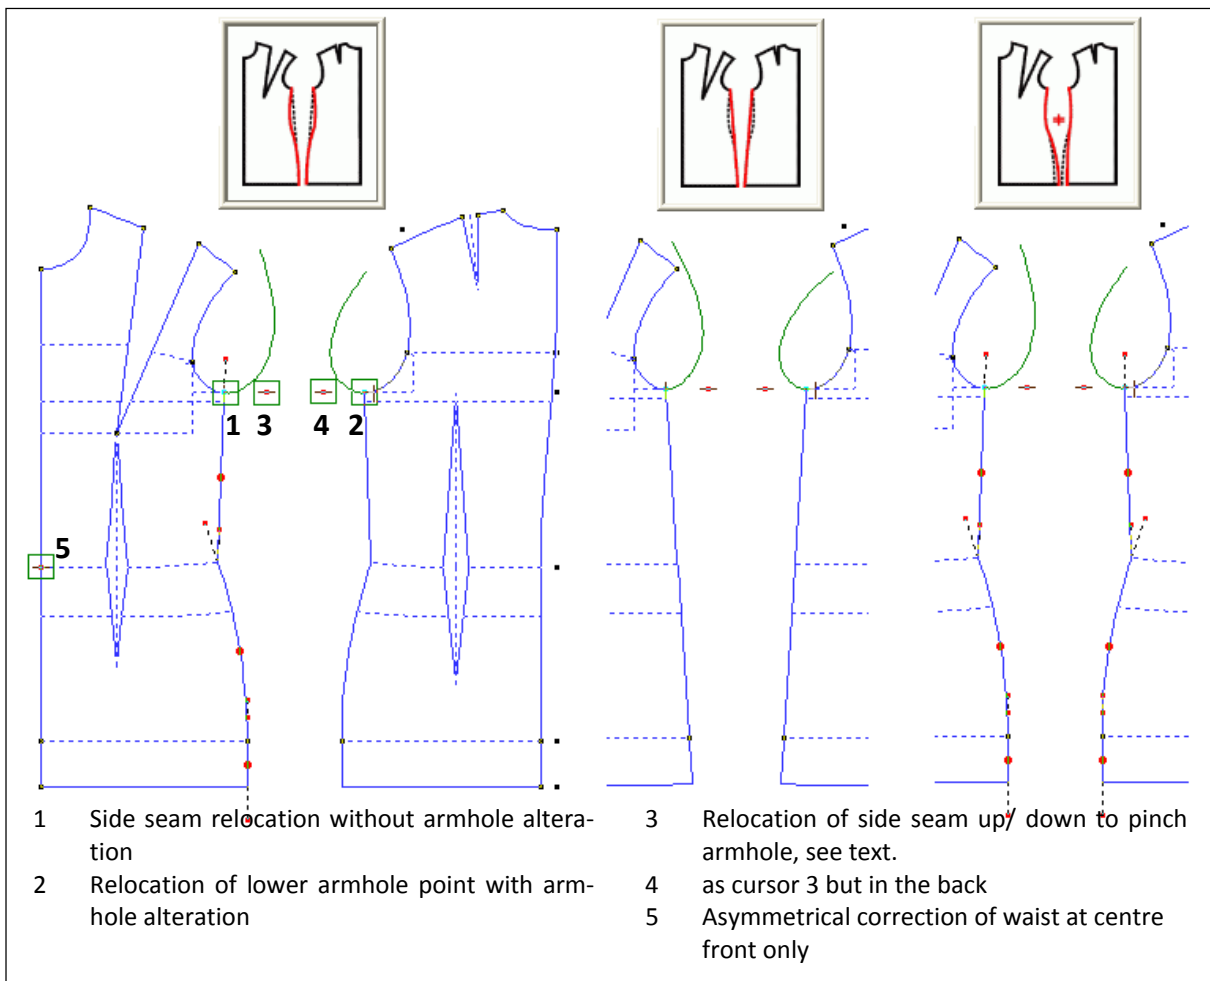 1 3 4 2
5
1 Side seam relocation without armhole altera-
tion
2 Relocation of lower armhole point with arm-
hole alteration
3 Relocation of side seam up/ down to pinch
armhole, see text.
4 as cursor 3 but in the back
5 Asymmetrical correction of waist at centre
front only